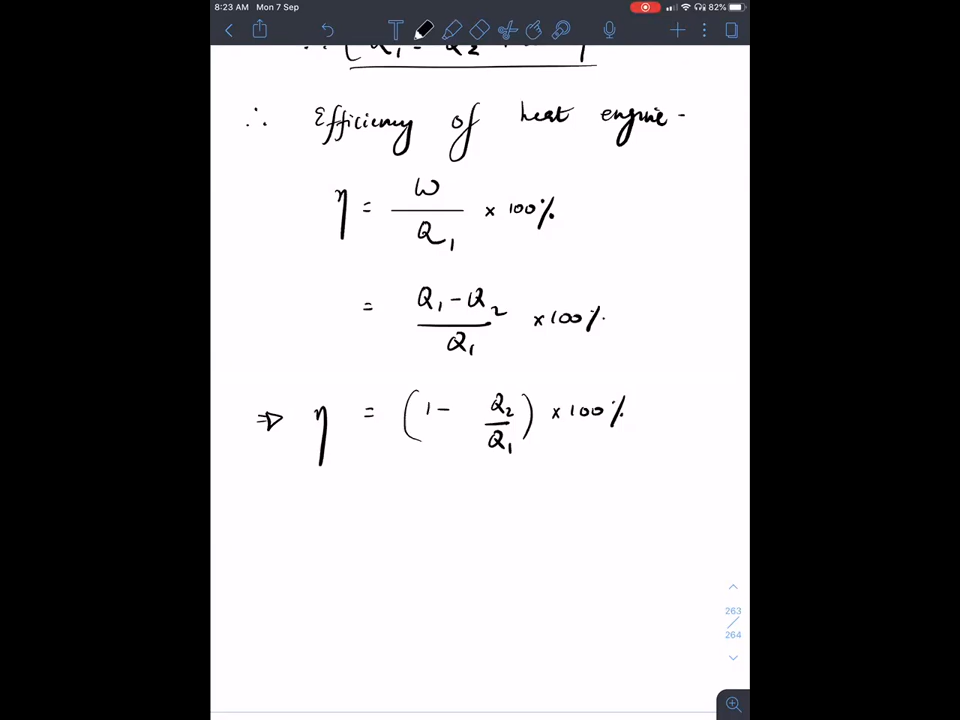 8:23 AM Mon 7 Sep 82%
∴ Efficiency of heat engine -
η = W / Q₁ × 100%
= Q₁ - Q₂ / Q₁ × 100%
⇒ η = (1 - Q₂ / Q₁) × 100%
263
/
264